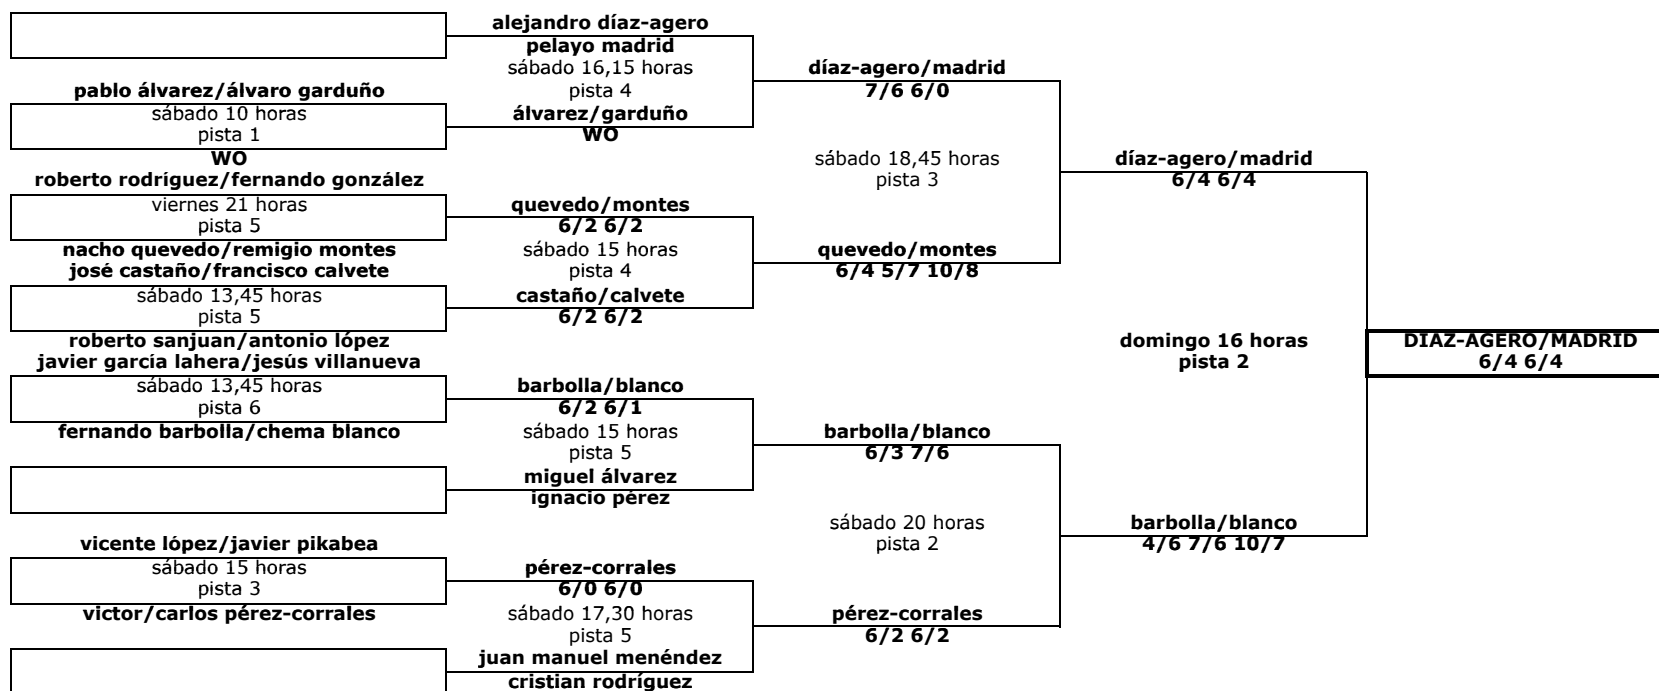 alejandro díaz-agero
pelayo madrid
sábado 16,15 horas
pista 4
díaz-agero/madrid
7/6 6/0
pablo álvarez/álvaro garduño
sábado 10 horas
pista 1
álvarez/garduño
WO
WO
sábado 18,45 horas
pista 3
díaz-agero/madrid
6/4 6/4
roberto rodríguez/fernando gonzález
viernes 21 horas
pista 5
quevedo/montes
6/2 6/2
nacho quevedo/remigio montes
sábado 15 horas
pista 4
quevedo/montes
6/4 5/7 10/8
josé castaño/francisco calvete
sábado 13,45 horas
pista 5
castaño/calvete
6/2 6/2
roberto sanjuan/antonio lópez
domingo 16 horas
pista 2
DÍAZ-AGERO/MADRID
6/4 6/4
javier garcía lahera/jesús villanueva
sábado 13,45 horas
pista 6
barbolla/blanco
6/2 6/1
fernando barbolla/chema blanco
sábado 15 horas
pista 5
barbolla/blanco
6/3 7/6
miguel álvarez
ignacio pérez
sábado 20 horas
pista 2
barbolla/blanco
4/6 7/6 10/7
vicente lópez/javier pikabea
sábado 15 horas
pista 3
pérez-corrales
6/0 6/0
victor/carlos pérez-corrales
sábado 17,30 horas
pista 5
pérez-corrales
6/2 6/2
juan manuel menéndez
cristian rodríguez